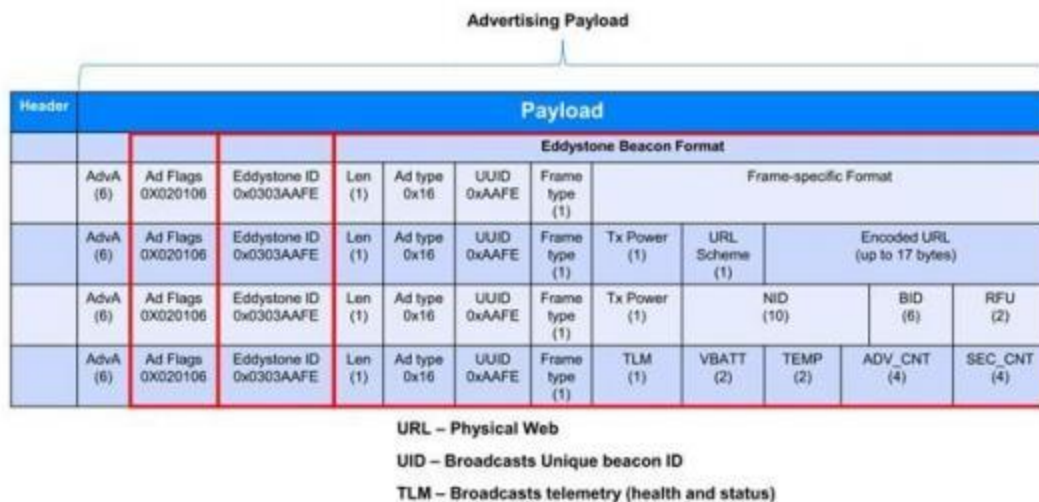 Advertising Payload
Header Payload
Eddystone Beacon Format
AdvA (6) Ad Flags 0X020106 Eddystone ID 0x0303AAFE Len (1) Ad type 0x16 UUID 0xAAFE Frame type (1) Frame-specific Format
AdvA (6) Ad Flags 0X020106 Eddystone ID 0x0303AAFE Len (1) Ad type 0x16 UUID 0xAAFE Frame type (1) Tx Power (1) URL Scheme (1) Encoded URL (up to 17 bytes)
AdvA (6) Ad Flags 0X020106 Eddystone ID 0x0303AAFE Len (1) Ad type 0x16 UUID 0xAAFE Frame type (1) Tx Power (1) NID (10) BID (6) RFU (2)
AdvA (6) Ad Flags 0X020106 Eddystone ID 0x0303AAFE Len (1) Ad type 0x16 UUID 0xAAFE Frame type (1) TLM (1) VBATT (2) TEMP (2) ADV_CNT (4) SEC_CNT (4)
URL – Physical Web
UID – Broadcasts Unique beacon ID
TLM – Broadcasts telemetry (health and status)